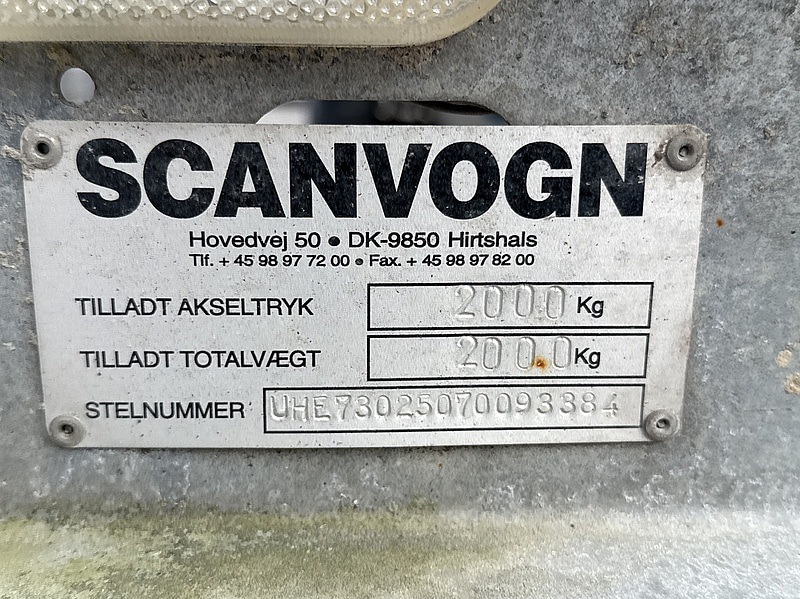 SCANVOGN
Hovedvej 50 • DK-9850 Hirtshals
Tlf. + 45 98 97 72 00 • Fax. + 45 98 97 82 00
TILLADT AKSELTRYK 2000 Kg
TILLADT TOTALVÆGT 2000 Kg
STELNUMMER UHE73025070093384